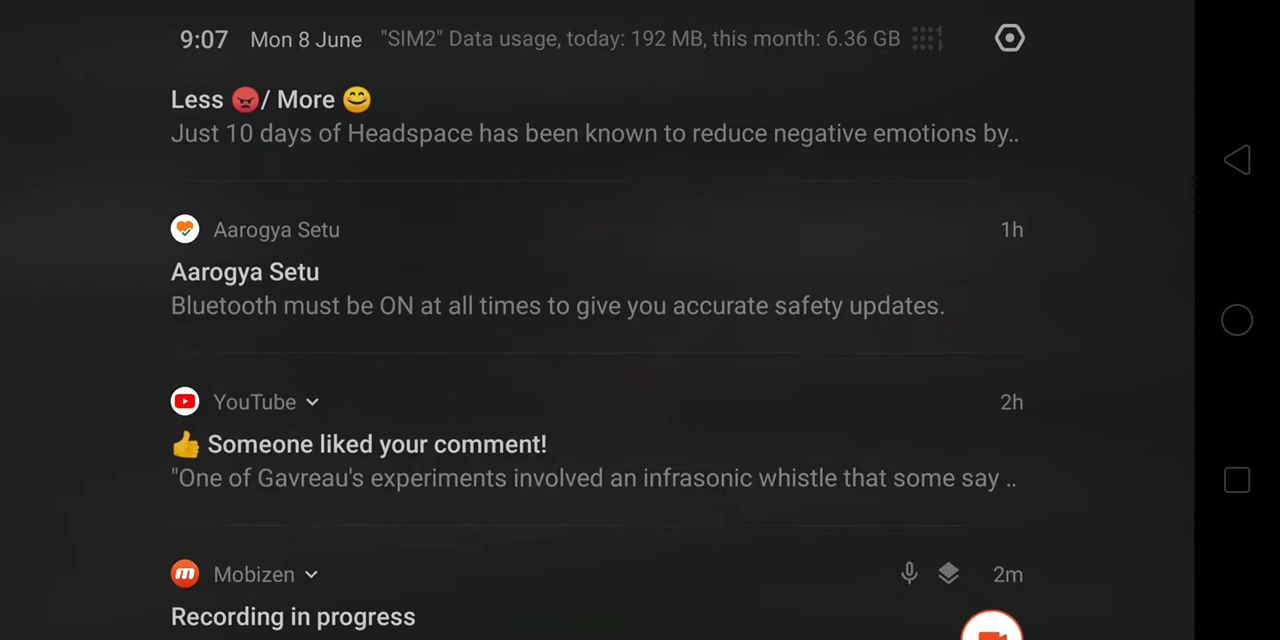 9:07 Mon 8 June "SIM2" Data usage, today: 192 MB, this month: 6.36 GB
Less 😡/ More 😊
Just 10 days of Headspace has been known to reduce negative emotions by..
Aarogya Setu 1h
Aarogya Setu
Bluetooth must be ON at all times to give you accurate safety updates.
YouTube 2h
👍 Someone liked your comment!
"One of Gavreau's experiments involved an infrasonic whistle that some say ..
Mobizen 2m
Recording in progress